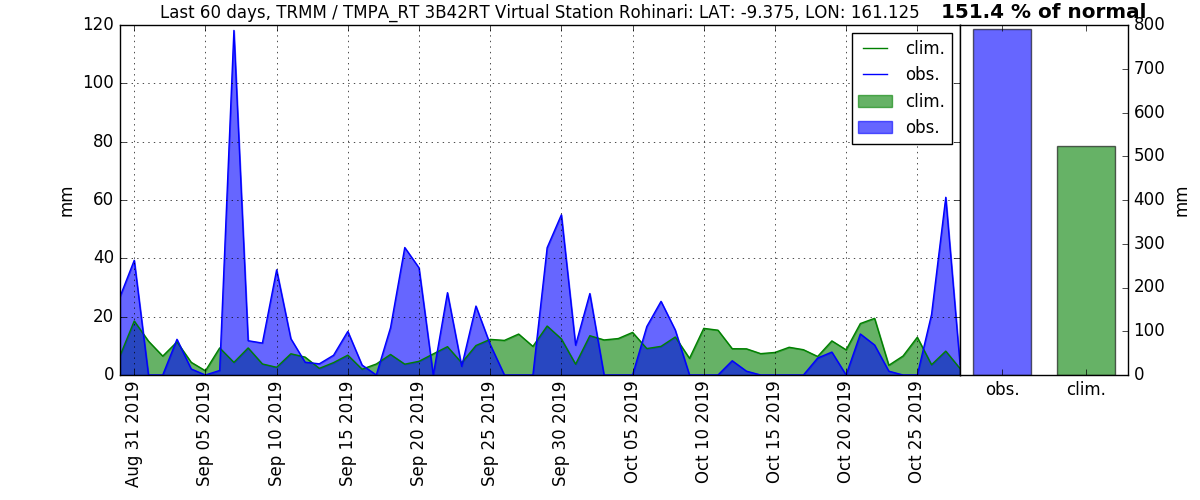 Last 60 days, TRMM / TMPA_RT 3B42RT Virtual Station Rohinari: LAT: -9.375, LON: 161.125
151.4 % of normal
120
100
80
60
40
20
0
mm
clim.
obs.
clim.
obs.
Aug 31 2019
Sep 05 2019
Sep 10 2019
Sep 15 2019
Sep 20 2019
Sep 25 2019
Sep 30 2019
Oct 05 2019
Oct 10 2019
Oct 15 2019
Oct 20 2019
Oct 25 2019
800
700
600
500
400
300
200
100
0
mm
obs.
clim.